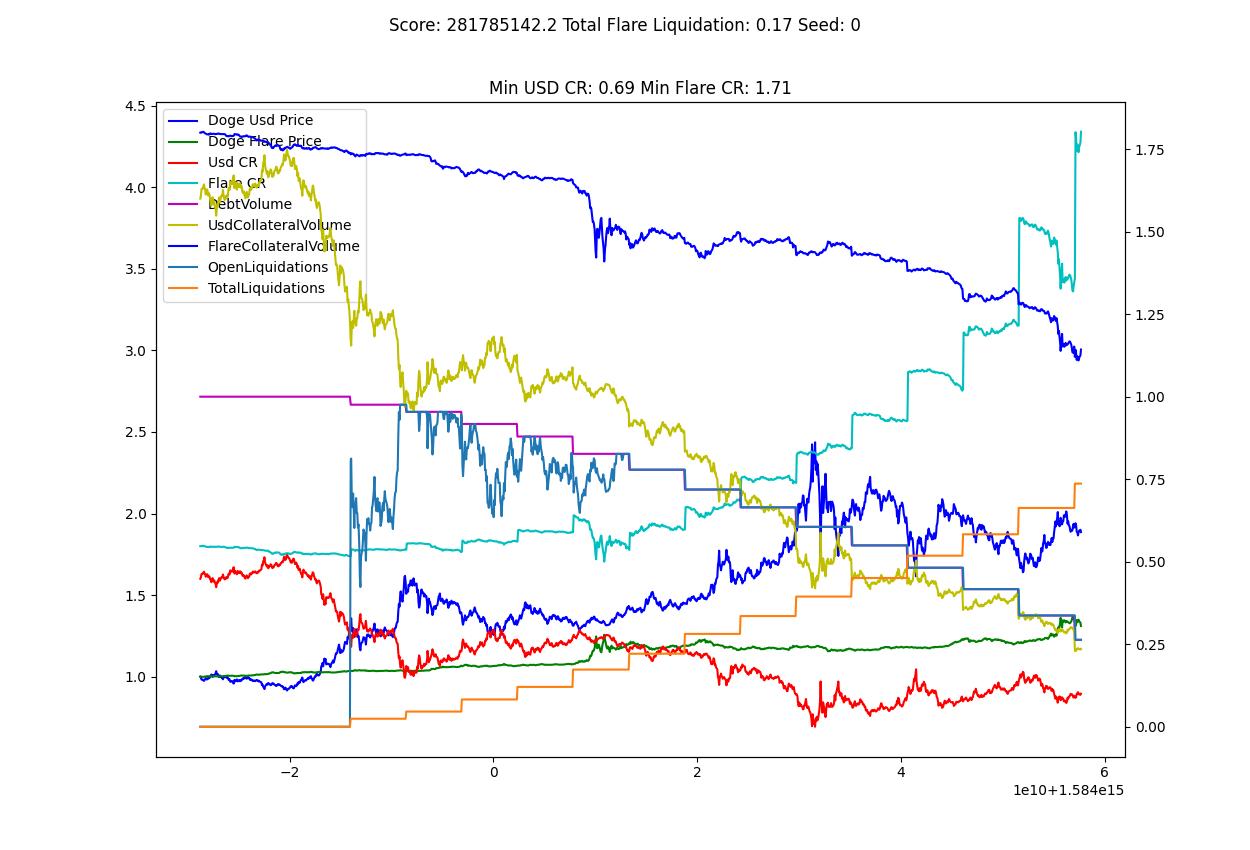 Score: 281785142.2 Total Flare Liquidation: 0.17 Seed: 0
Min USD CR: 0.69 Min Flare CR: 1.71
4.5
4.0
3.5
3.0
2.5
2.0
1.5
1.0
Doge Usd Price
Doge Flare Price
Usd CR
Flare CR
DebtVolume
UsdCollateralVolume
FlareCollateralVolume
OpenLiquidations
TotalLiquidations
1.75
1.50
1.25
1.00
0.75
0.50
0.25
0.00
−2 0 2 4 6
1e10+1.584e15